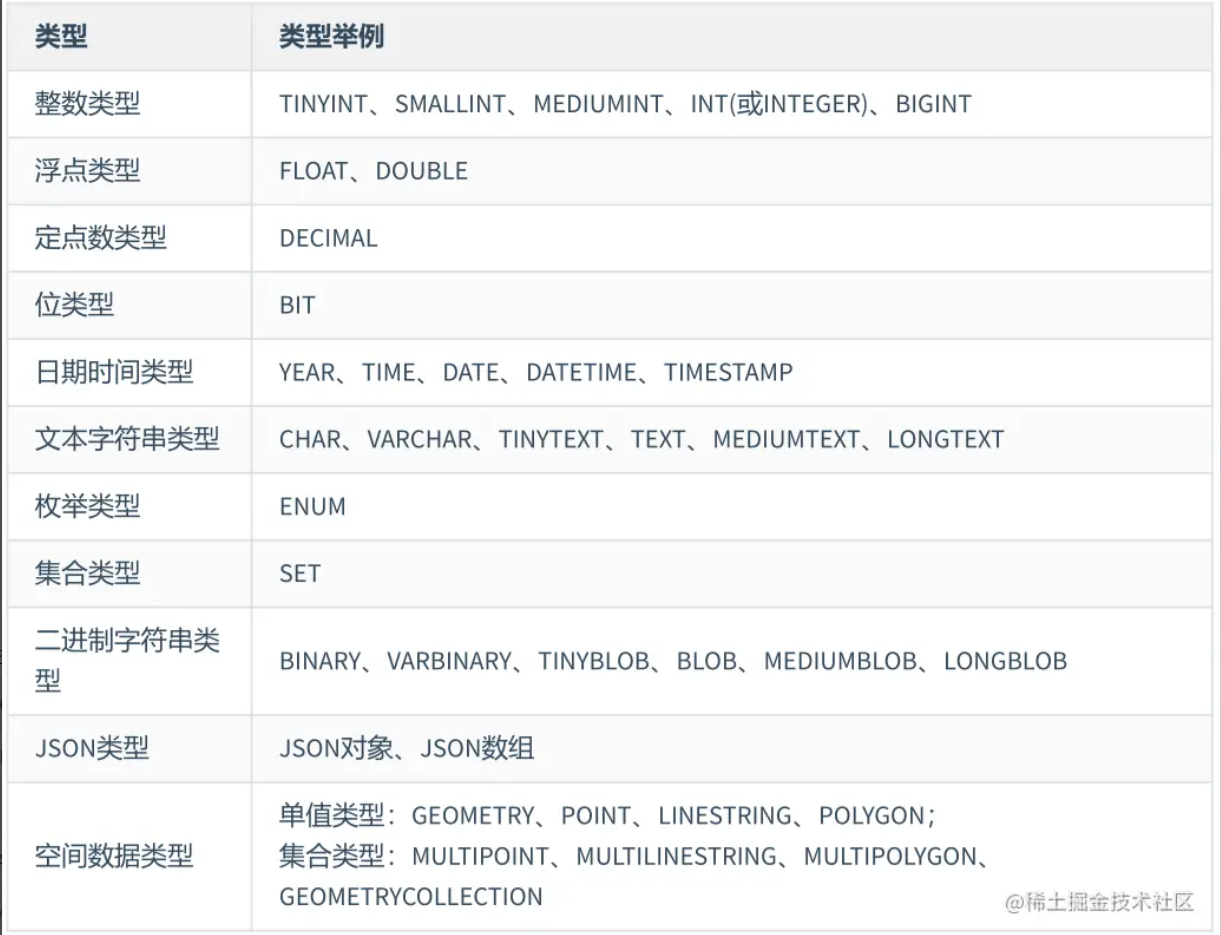 类型 类型举例
整数类型 TINYINT、SMALLINT、MEDIUMINT、INT(或INTEGER)、BIGINT
浮点类型 FLOAT、DOUBLE
定点数类型 DECIMAL
位类型 BIT
日期时间类型 YEAR、TIME、DATE、DATETIME、TIMESTAMP
文本字符串类型 CHAR、VARCHAR、TINYTEXT、TEXT、MEDIUMTEXT、LONGTEXT
枚举类型 ENUM
集合类型 SET
二进制字符串类
型
BINARY、VARBINARY、TINYBLOB、BLOB、MEDIUMBLOB、LONGBLOB
JSON类型 JSON对象、JSON数组
空间数据类型
单值类型：GEOMETRY、POINT、LINESTRING、POLYGON；
集合类型：MULTIPOINT、MULTILINESTRING、MULTIPOLYGON、
GEOMETRYCOLLECTION
@稀土掘金技术社区